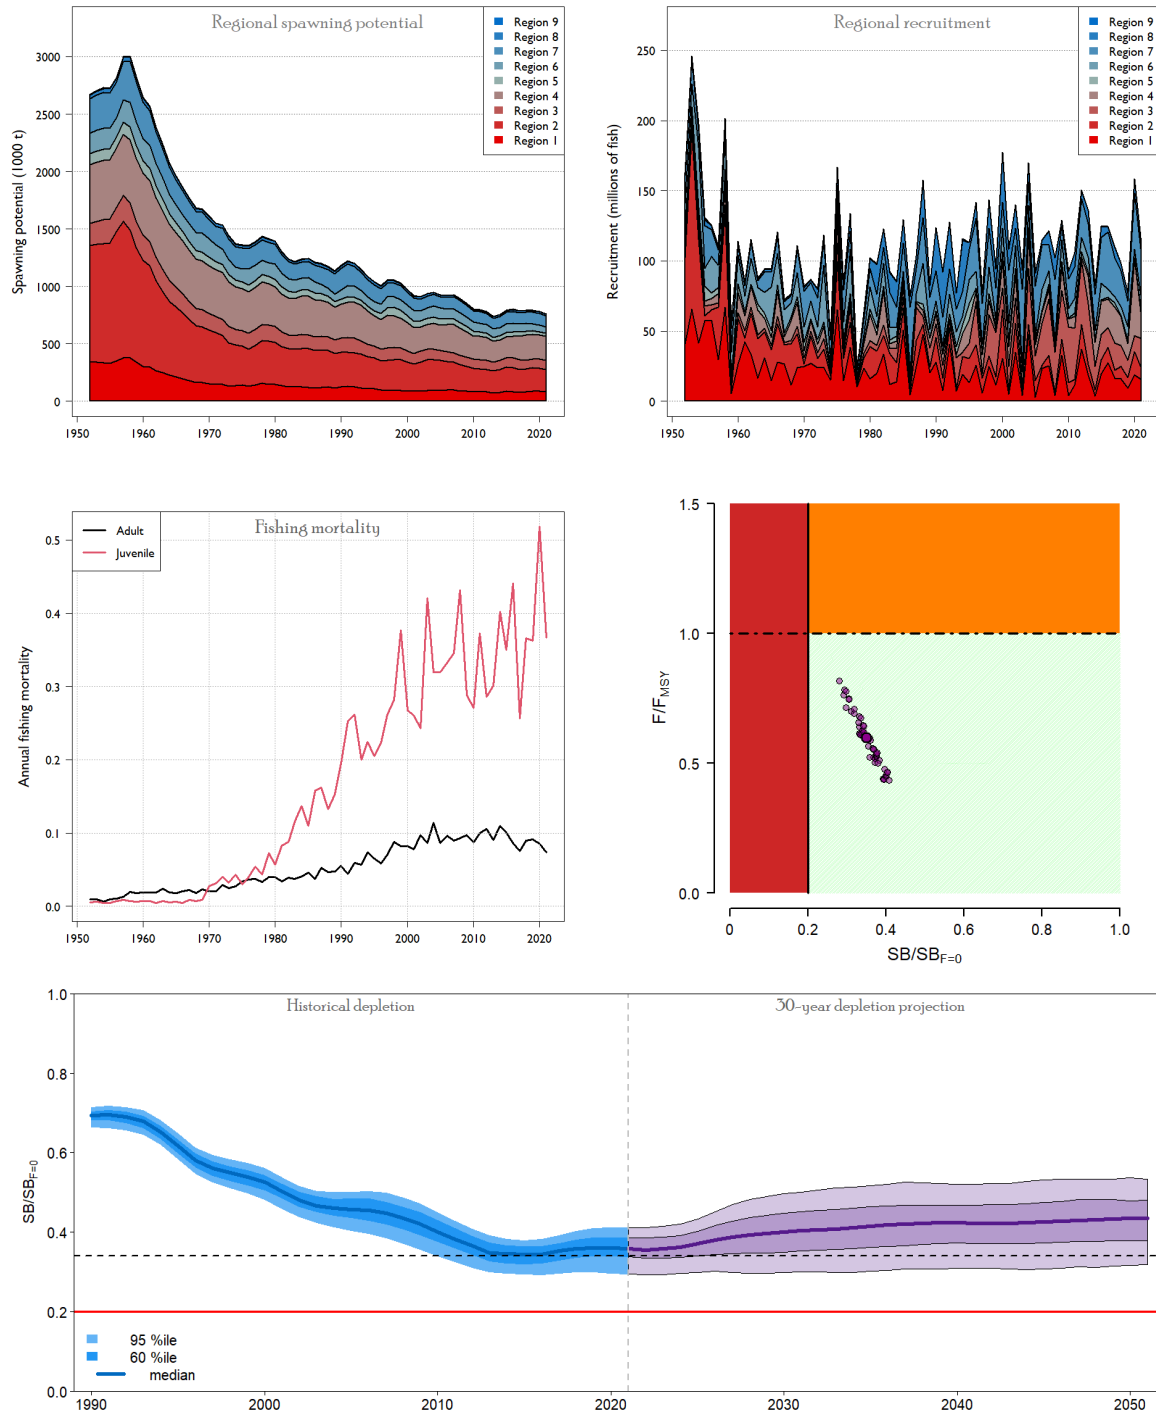 Regional spawning potential
Region 9
Region 8
Region 7
Region 6
Region 5
Region 4
Region 3
Region 2
Region 1
Spawning potential (1000 t)
3000
2500
2000
1500
1000
500
0
1950 1960 1970 1980 1990 2000 2010 2020
Regional recruitment
Region 9
Region 8
Region 7
Region 6
Region 5
Region 4
Region 3
Region 2
Region 1
Recruitment (millions of fish)
250
200
150
100
50
0
1950 1960 1970 1980 1990 2000 2010 2020
Fishing mortality
Adult
Juvenile
Annual fishing mortality
0.5
0.4
0.3
0.2
0.1
0.0
1950 1960 1970 1980 1990 2000 2010 2020
F/FMSY
1.5
1.0
0.5
0.0
0 0.2 0.4 0.6 0.8 1.0
SB/SBF=0
Historical depletion
30-year depletion projection
SB/SBF=0
1.0
0.8
0.6
0.4
0.2
0.0
95 %ile
60 %ile
median
1990 2000 2010 2020 2030 2040 2050